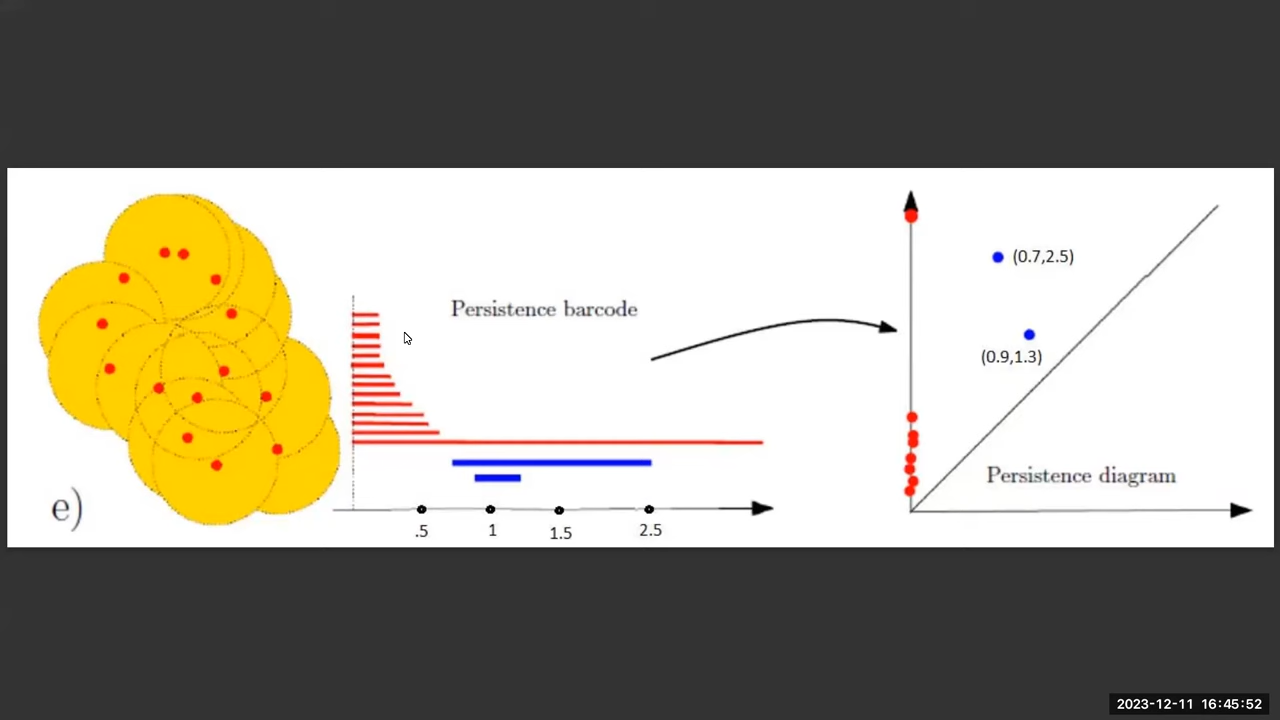 Persistence barcode
(0.7,2.5)
(0.9,1.3)
Persistence diagram
e)
.5
1
1.5
2.5
2023-12-11 16:45:52